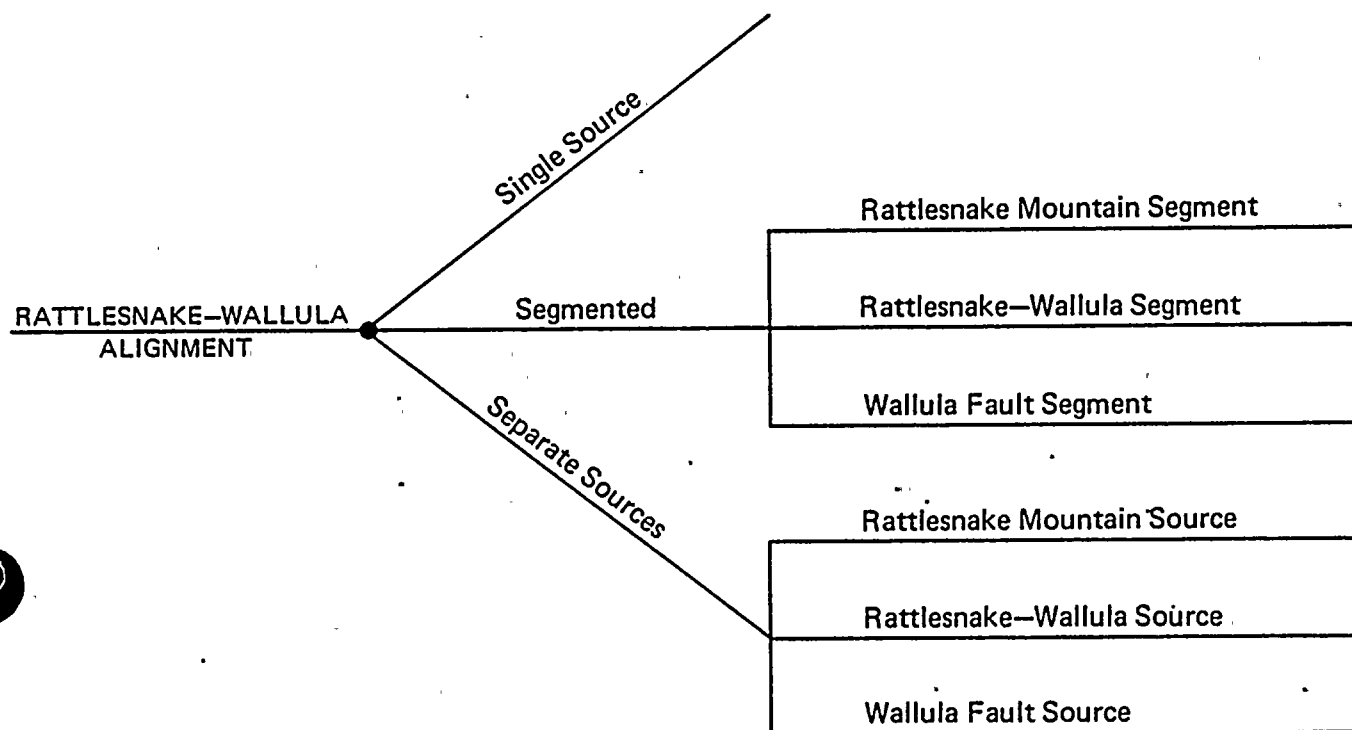 Single Source
Rattlesnake Mountain Segment
RATTLESNAKE–WALLULA
ALIGNMENT
Segmented
Rattlesnake–Wallula Segment
Wallula Fault Segment
Separate Sources
Rattlesnake Mountain Source
Rattlesnake–Wallula Source
Wallula Fault Source